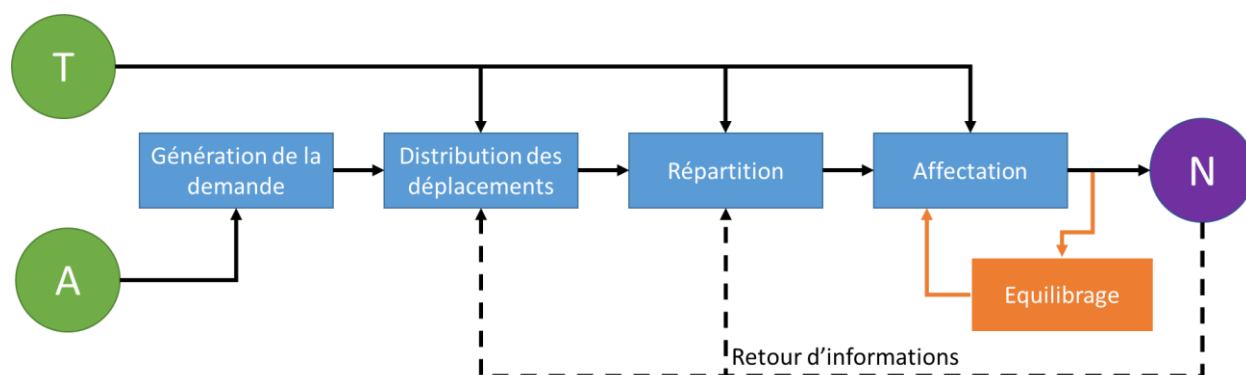 T
Génération de la
demande
Distribution des
déplacements
Répartition
Affectation
N
A
Equilibrage
Retour d’informations